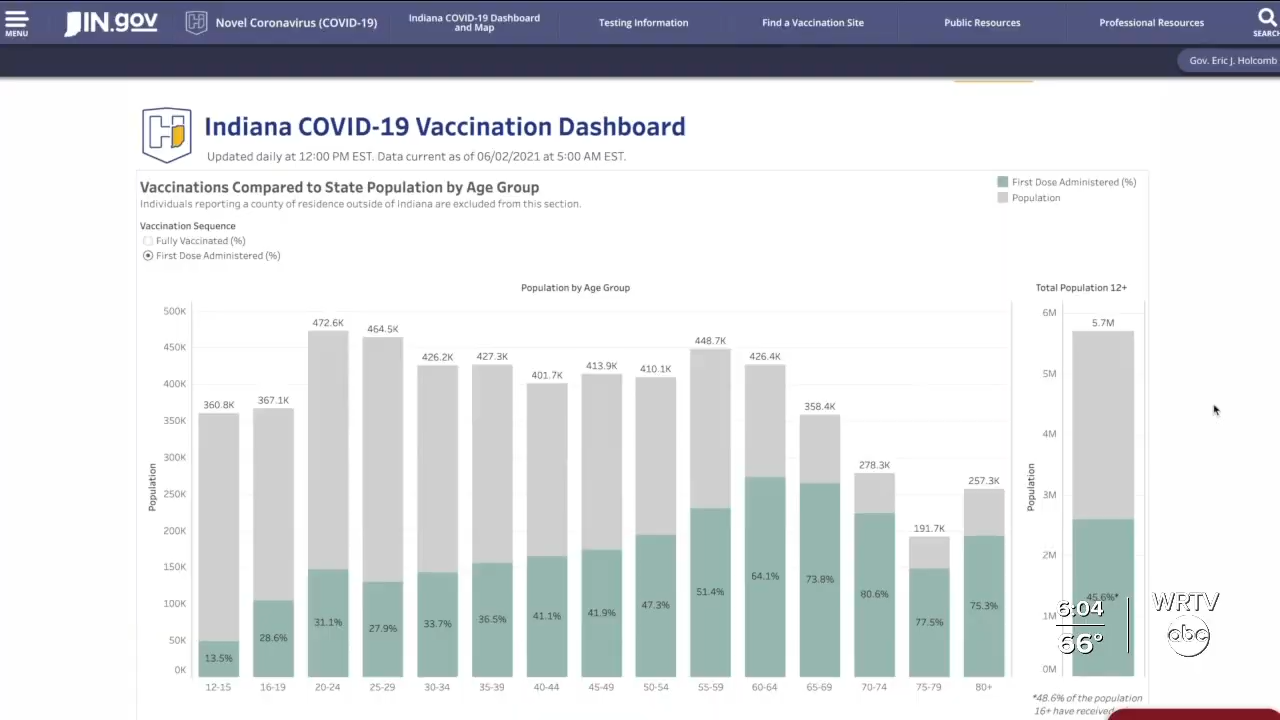 MENU
IN.gov
Novel Coronavirus (COVID-19)
Indiana COVID-19 Dashboard
and Map
Testing Information
Find a Vaccination Site
Public Resources
Professional Resources
SEARCH
Gov. Eric J. Holcomb
Indiana COVID-19 Vaccination Dashboard
Updated daily at 12:00 PM EST. Data current as of 06/02/2021 at 5:00 AM EST.
Vaccinations Compared to State Population by Age Group
Individuals reporting a county of residence outside of Indiana are excluded from this section.
First Dose Administered (%)
Population
Vaccination Sequence
Fully Vaccinated (%)
First Dose Administered (%)
Population by Age Group
Population
500K
450K
400K
350K
300K
250K
200K
150K
100K
50K
0K
360.8K
367.1K
472.6K
464.5K
426.2K
427.3K
401.7K
413.9K
410.1K
448.7K
426.4K
358.4K
278.3K
191.7K
257.3K
13.5%
28.6%
31.1%
27.9%
33.7%
36.5%
41.1%
41.9%
47.3%
51.4%
64.1%
73.8%
80.6%
77.5%
75.3%
12-15
16-19
20-24
25-29
30-34
35-39
40-44
45-49
50-54
55-59
60-64
65-69
70-74
75-79
80+
Total Population 12+
Population
6M
5M
4M
3M
2M
1M
0M
5.7M
45.6%*
*48.6% of the population
16+ have received
6:04
66°
WRTV
abc